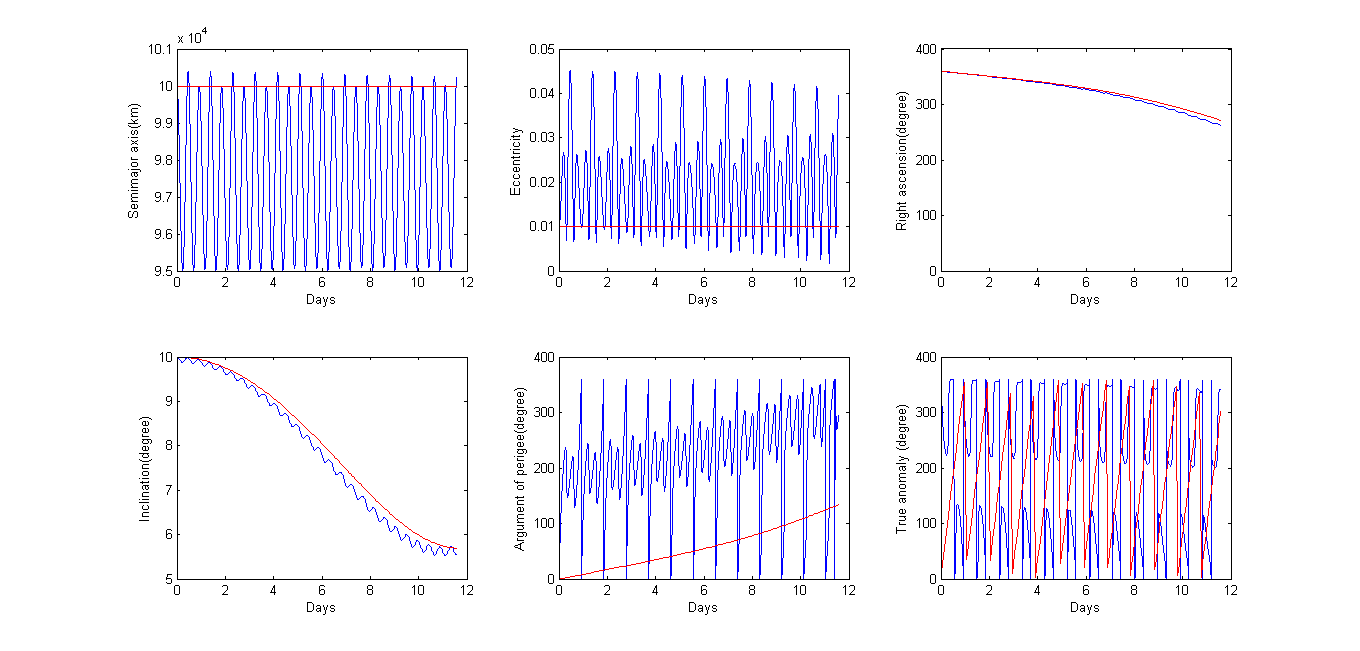 x 10^4
10.1
10
9.9
9.8
9.7
9.6
9.5
0 2 4 6 8 10 12
Days
Semimajor axis(km)
0.05
0.04
0.03
0.02
0.01
0
0 2 4 6 8 10 12
Days
Eccentricity
400
300
200
100
0
0 2 4 6 8 10 12
Days
Right ascension(degree)
10
9
8
7
6
5
0 2 4 6 8 10 12
Days
Inclination(degree)
400
300
200
100
0
0 2 4 6 8 10 12
Days
Argument of perigee(degree)
400
300
200
100
0
0 2 4 6 8 10 12
Days
True anomaly (degree)